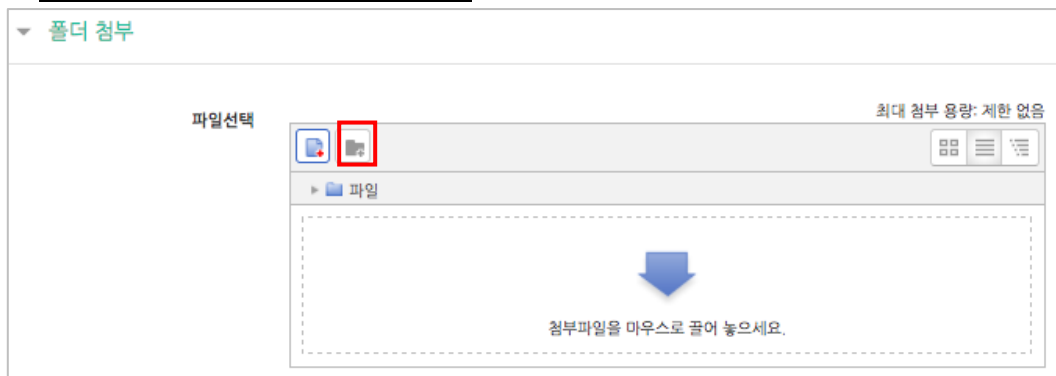 폴더 첨부
최대 첨부 용량: 제한 없음
파일선택
파일
첨부파일을 마우스로 끌어 놓으세요.